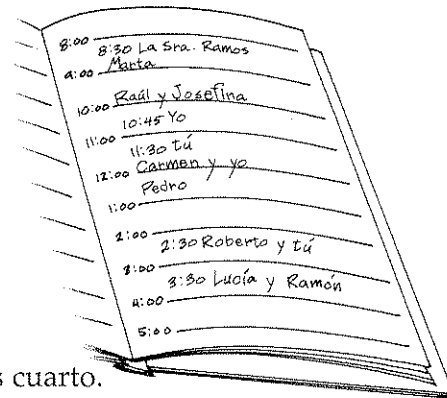 8:00
8:30 La Sra. Ramos
Marta
9:00
Raúl y Josefina
10:00
10:45 Yo
11:00
11:30 tú
Carmen y yo
12:00
Pedro
1:00
2:00
2:30 Roberto y tú
3:00
3:30 Lucía y Ramón
4:00
5:00
s cuarto.